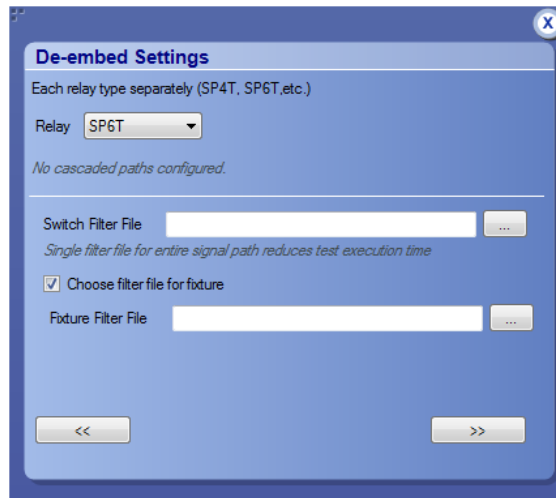 X
De-embed Settings
Each relay type separately (SP4T, SP6T,etc.)
Relay SP6T
No cascaded paths configured.
Switch Filter File ...
Single filter file for entire signal path reduces test execution time
Choose filter file for fixture
Fixture Filter File ...
<< >>